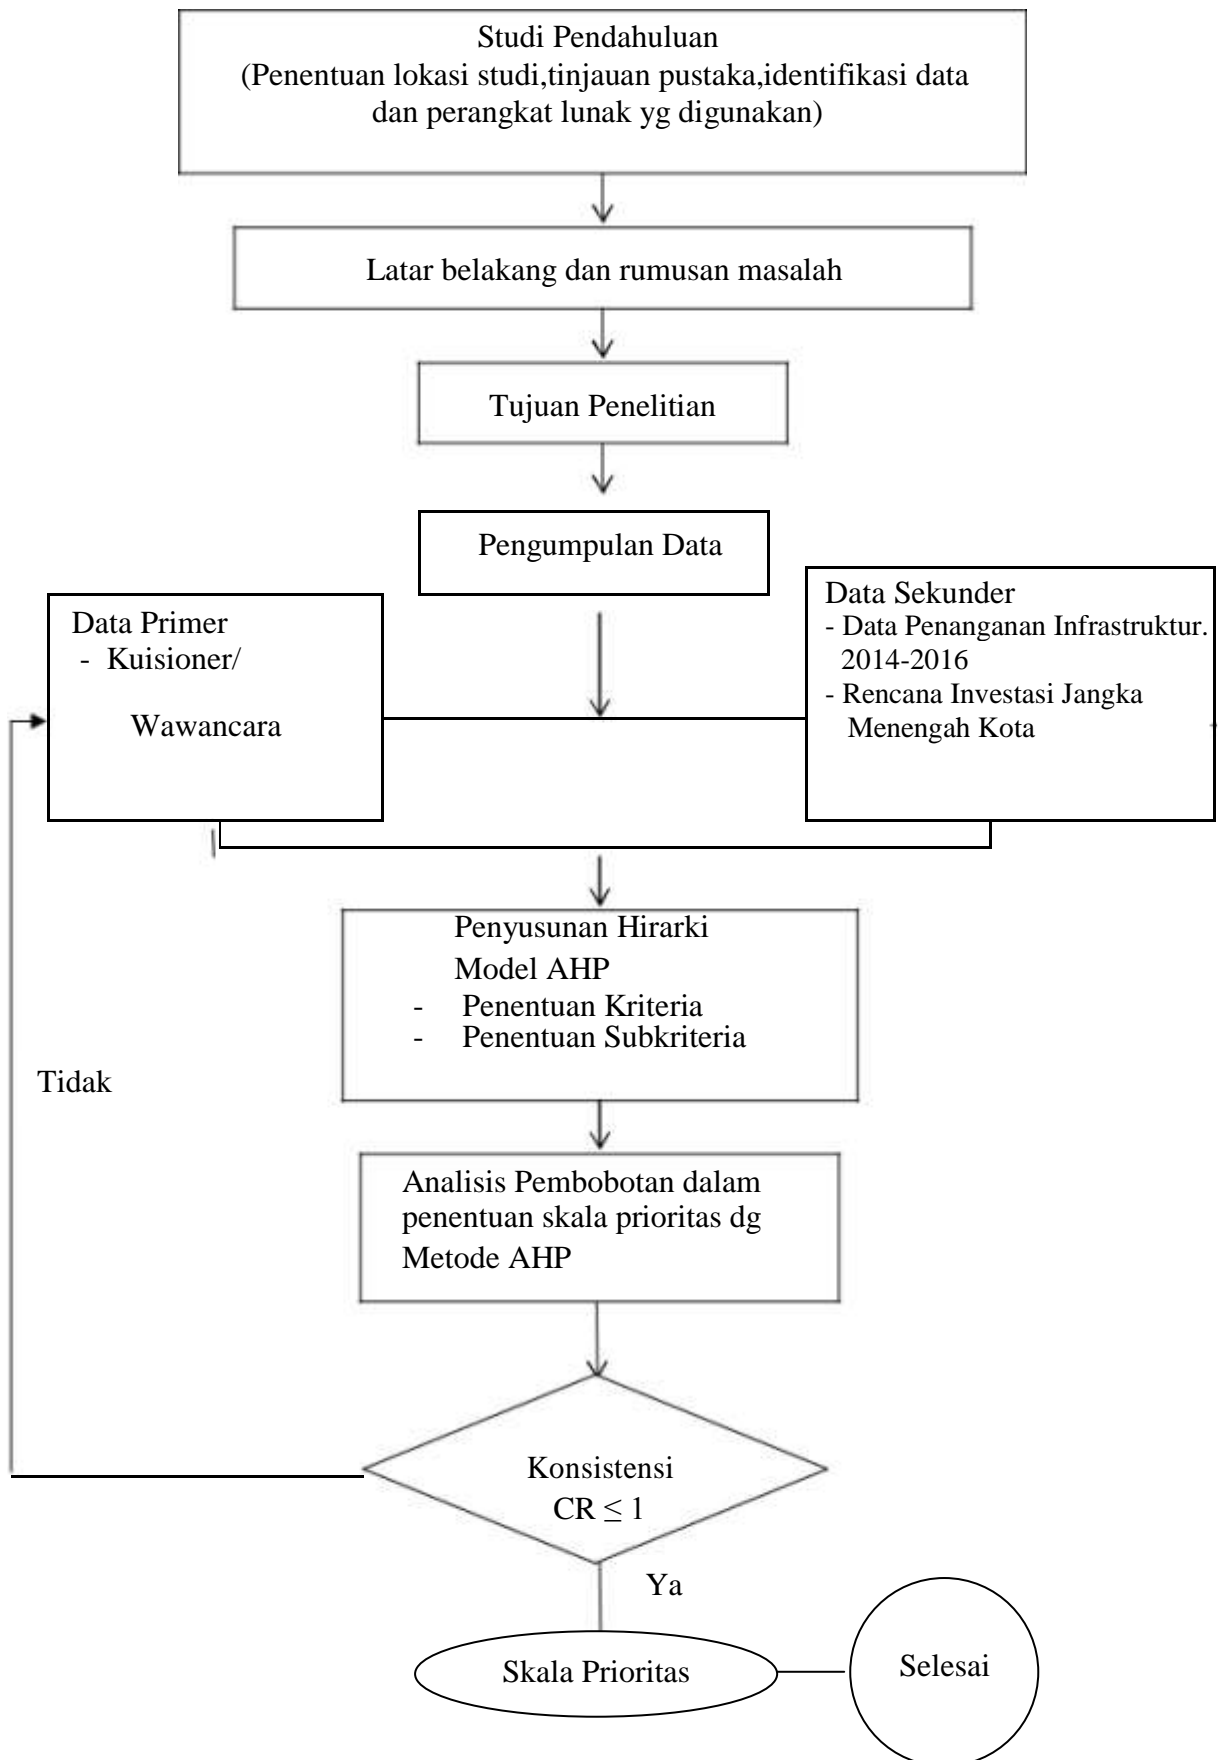 Studi Pendahuluan
(Penentuan lokasi studi,tinjauan pustaka,identifikasi data
dan perangkat lunak yg digunakan)
Latar belakang dan rumusan masalah
Tujuan Penelitian
Pengumpulan Data
Data Primer
- Kuisioner/
Wawancara
Data Sekunder
- Data Penanganan Infrastruktur.
2014-2016
- Rencana Investasi Jangka
Menengah Kota
Penyusunan Hirarki
Model AHP
- Penentuan Kriteria
- Penentuan Subkriteria
Tidak
Analisis Pembobotan dalam
penentuan skala prioritas dg
Metode AHP
Konsistensi
CR ≤ 1
Ya
Skala Prioritas
Selesai